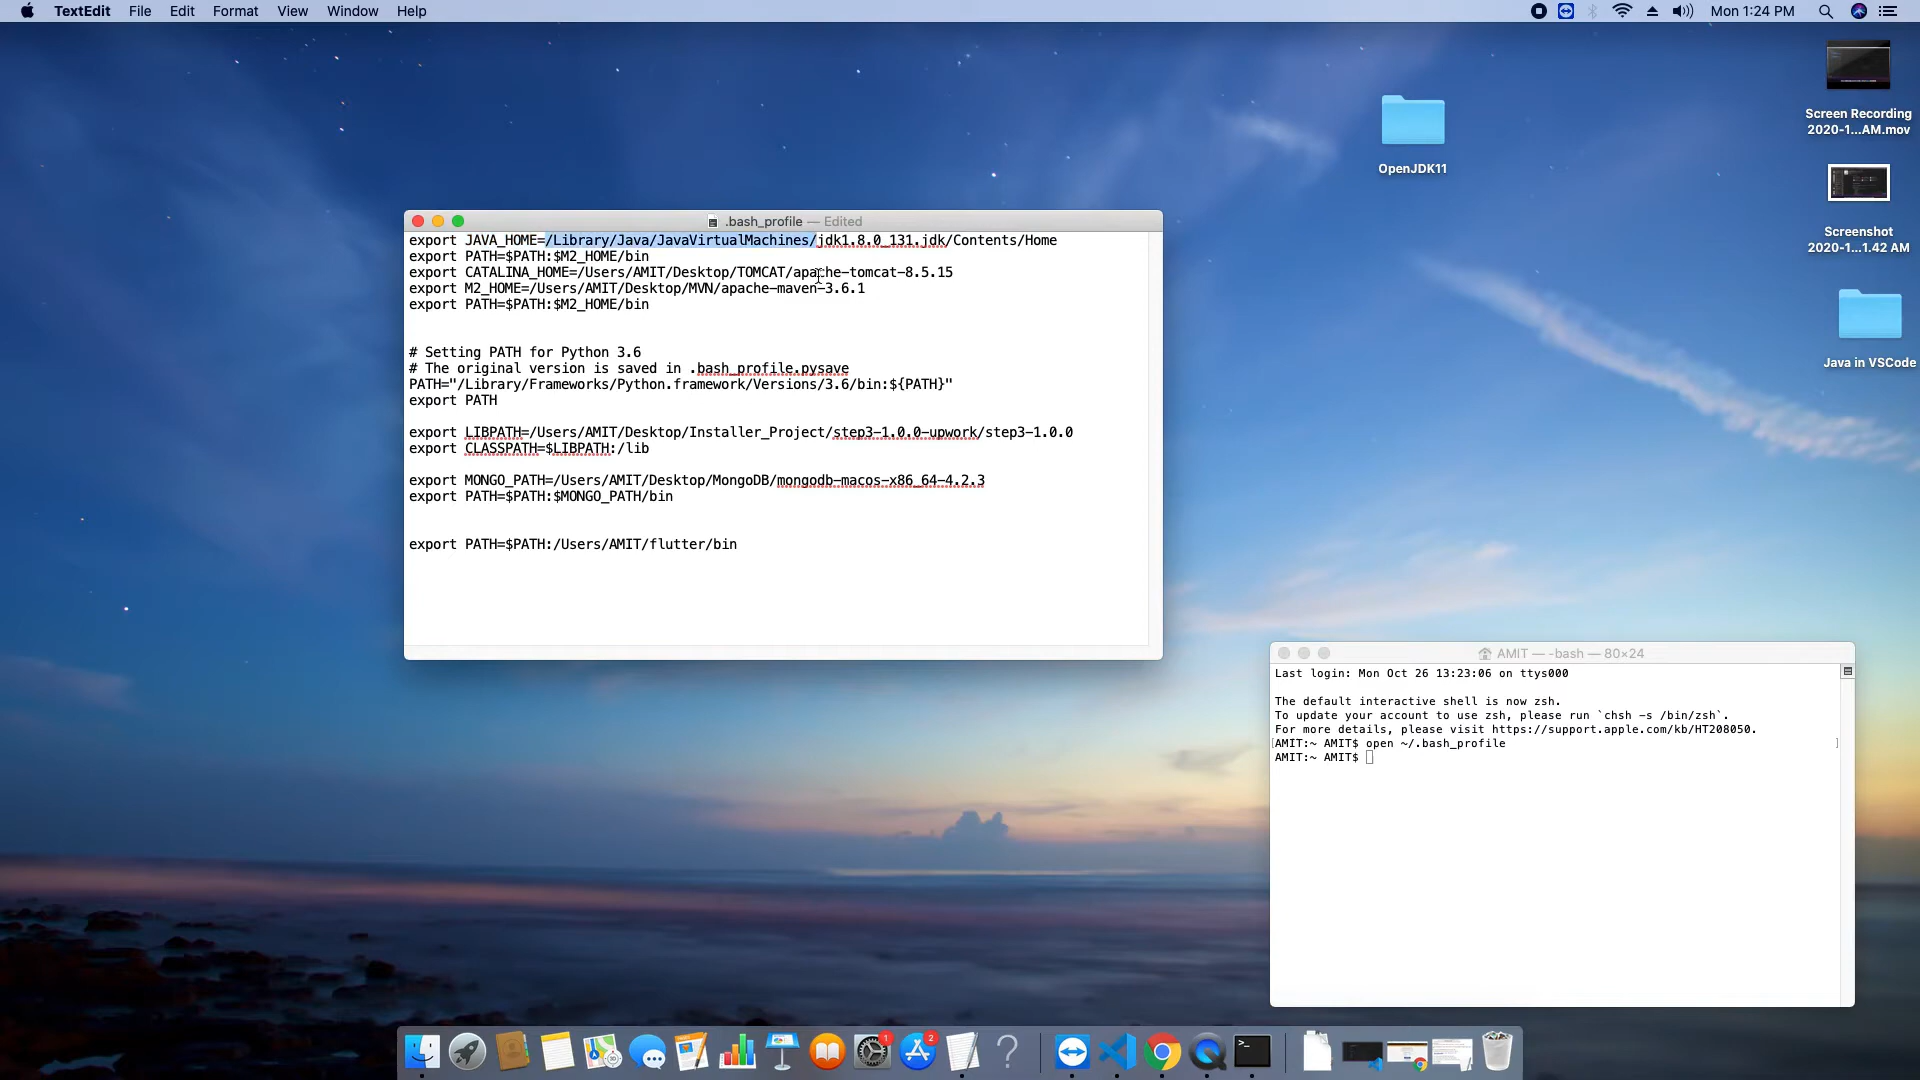 TextEdit File Edit Format View Window Help
Mon 1:24 PM
Screen Recording
2020-1...AM.mov
OpenJDK11
Screenshot
2020-1...1.42 AM
Java in VSCode
.bash_profile — Edited
export JAVA_HOME=/Library/Java/JavaVirtualMachines/jdk1.8.0_131.jdk/Contents/Home
export PATH=$PATH:$M2_HOME/bin
export CATALINA_HOME=/Users/AMIT/Desktop/TOMCAT/apache-tomcat-8.5.15
export M2_HOME=/Users/AMIT/Desktop/MVN/apache-maven-3.6.1
export PATH=$PATH:$M2_HOME/bin
# Setting PATH for Python 3.6
# The original version is saved in .bash_profile.pysave
PATH="/Library/Frameworks/Python.framework/Versions/3.6/bin:${PATH}"
export PATH
export LIBPATH=/Users/AMIT/Desktop/Installer_Project/step3-1.0.0-upwork/step3-1.0.0
export CLASSPATH=$LIBPATH:/lib
export MONGO_PATH=/Users/AMIT/Desktop/MongoDB/mongodb-macos-x86_64-4.2.3
export PATH=$PATH:$MONGO_PATH/bin
export PATH=$PATH:/Users/AMIT/flutter/bin
AMIT — -bash — 80×24
Last login: Mon Oct 26 13:23:06 on ttys000
The default interactive shell is now zsh.
To update your account to use zsh, please run `chsh -s /bin/zsh`.
For more details, please visit https://support.apple.com/kb/HT208050.
[AMIT:~ AMIT$ open ~/.bash_profile ]
AMIT:~ AMIT$
1
2